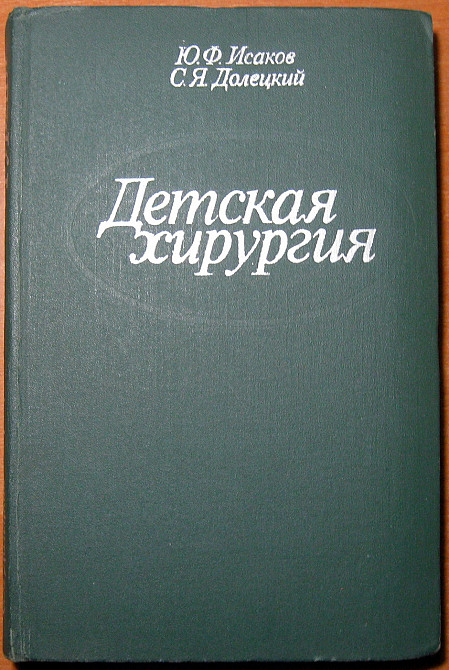 Ю.Ф. Исаков
С.Я. Долецкий
Детская
хирургия